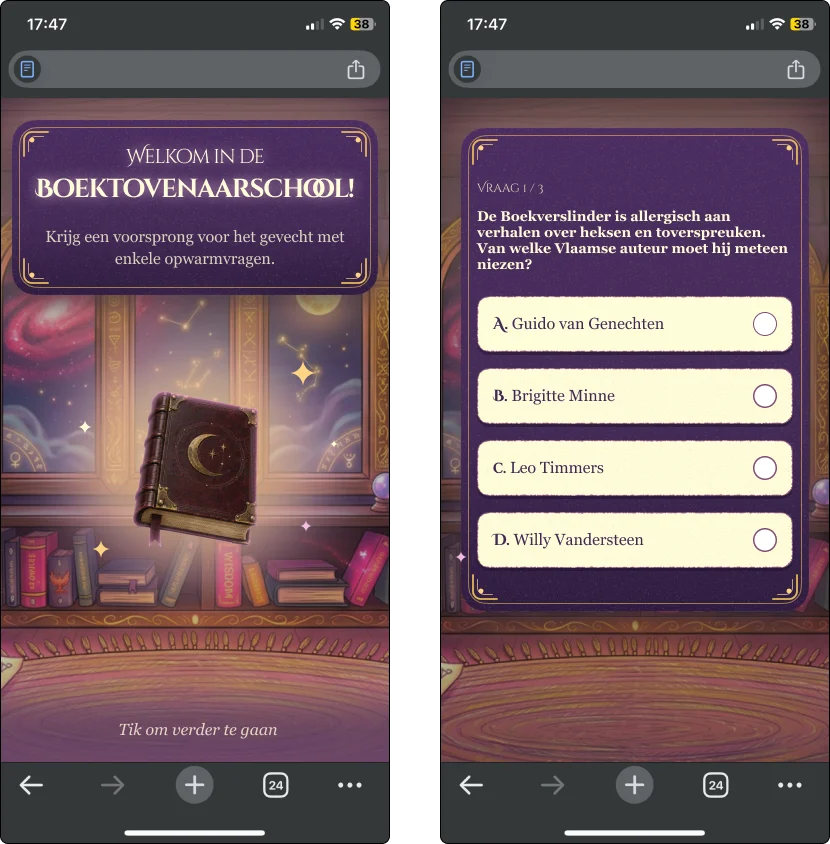 17:47
38
WELKOM IN DE
BOEKTOVENAARSCHOOL!
Krijg een voorsprong voor het gevecht met
enkele opwarmvragen.
WISDOM
Tik om verder te gaan
24
17:47
38
VRAAG 1 / 3
De Boekverslinder is allergisch aan
verhalen over heksen en toverspreuken.
Van welke Vlaamse auteur moet hij meteen
niezen?
A. Guido van Genechten
B. Brigitte Minne
C. Leo Timmers
D. Willy Vandersteen
24